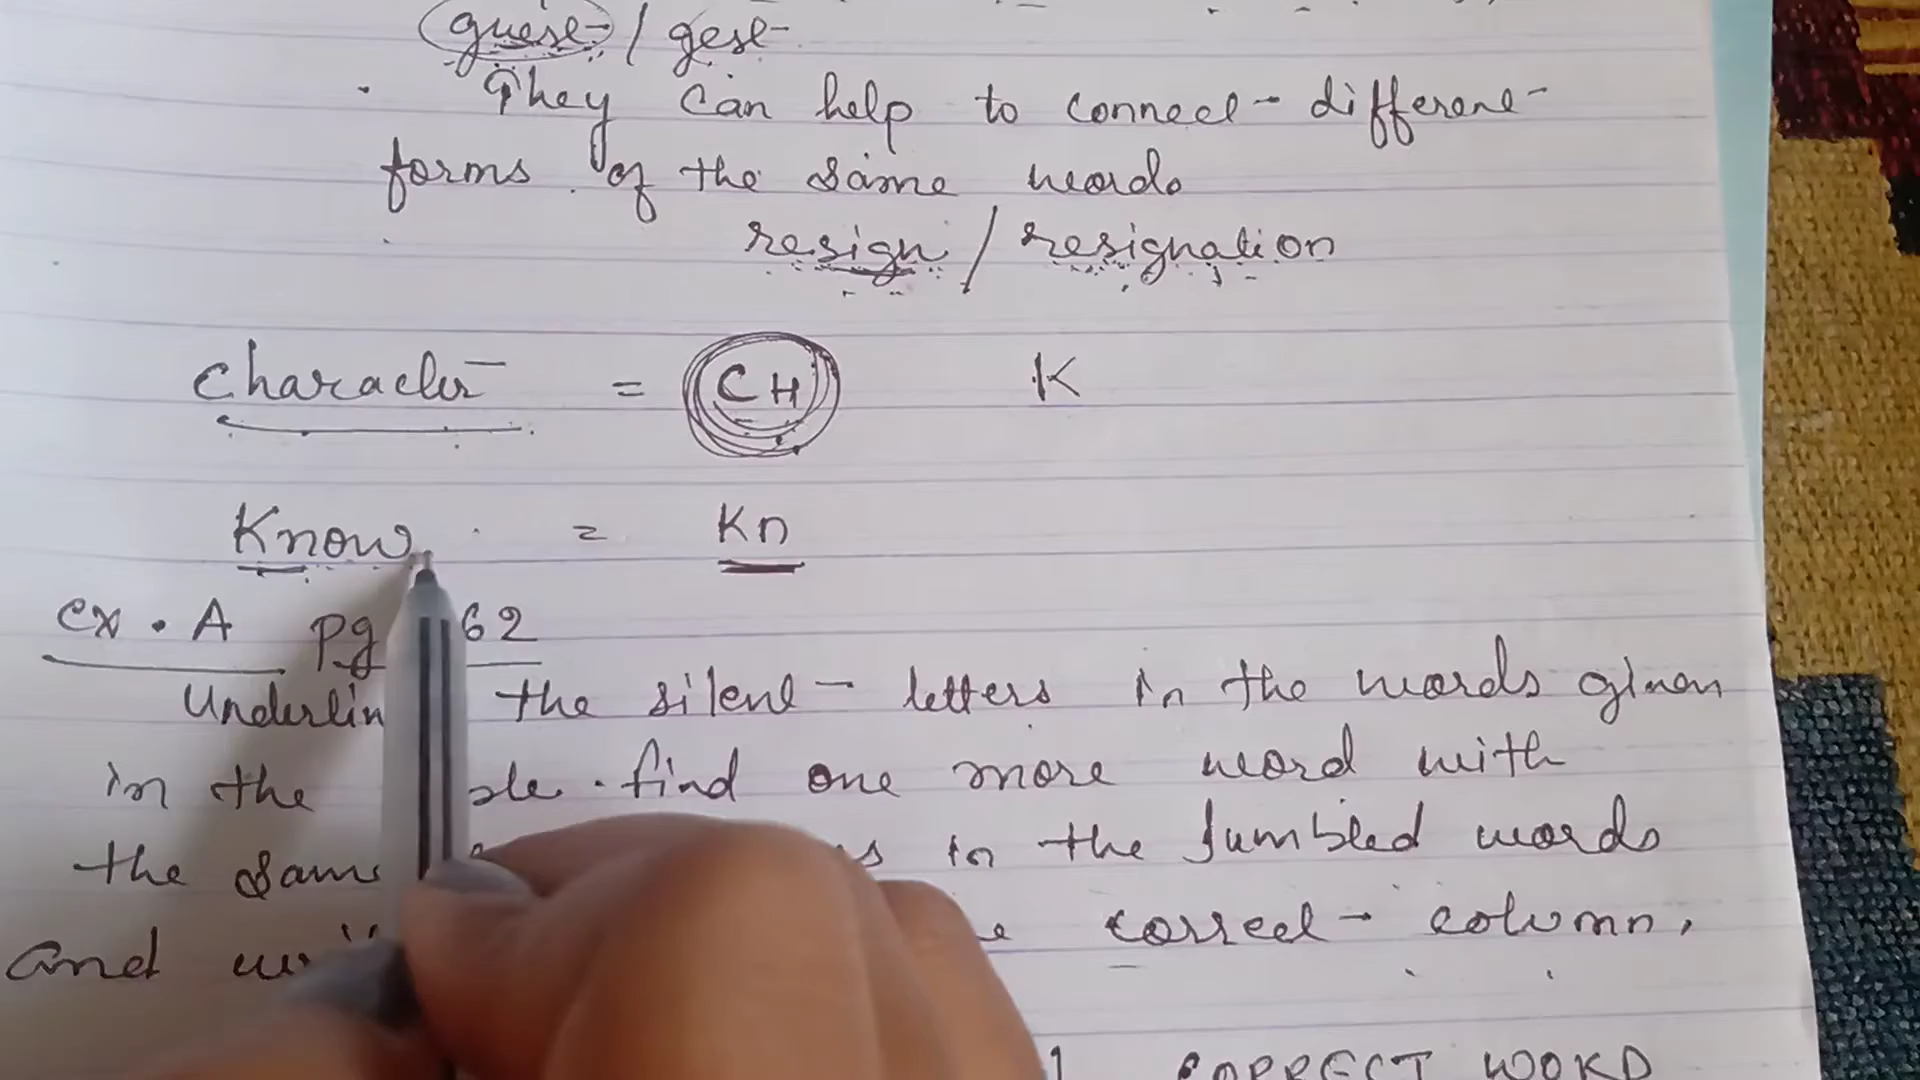 guest / gest
. They can help to connect different
forms of the same words
resign / resignation
Character = CH K
Know = Kn
ex. A pg 62
Underlin the silent letters in the words given
in the find one more word with
the same in the Jumbled words
and correct column,
CORRECT WORD